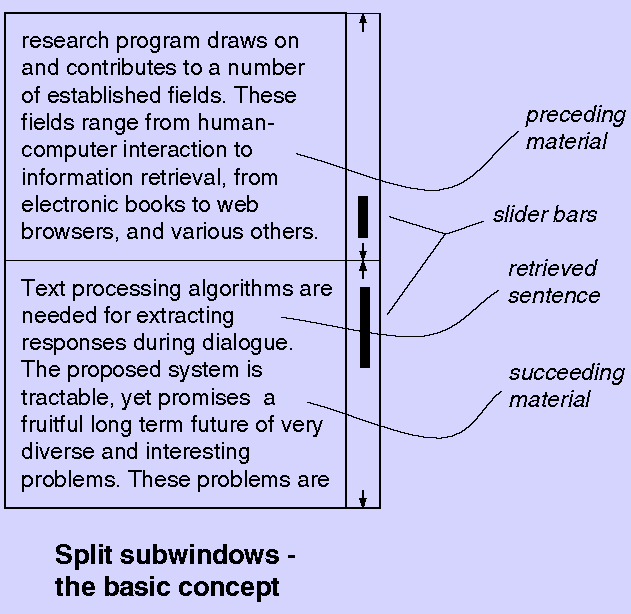 research program draws on
and contributes to a number
of established fields. These
fields range from human-
computer interaction to
information retrieval, from
electronic books to web
browsers, and various others.
Text processing algorithms are
needed for extracting
responses during dialogue.
The proposed system is
tractable, yet promises a
fruitful long term future of very
diverse and interesting
problems. These problems are
preceding
material
slider bars
retrieved
sentence
succeeding
material
Split subwindows -
the basic concept